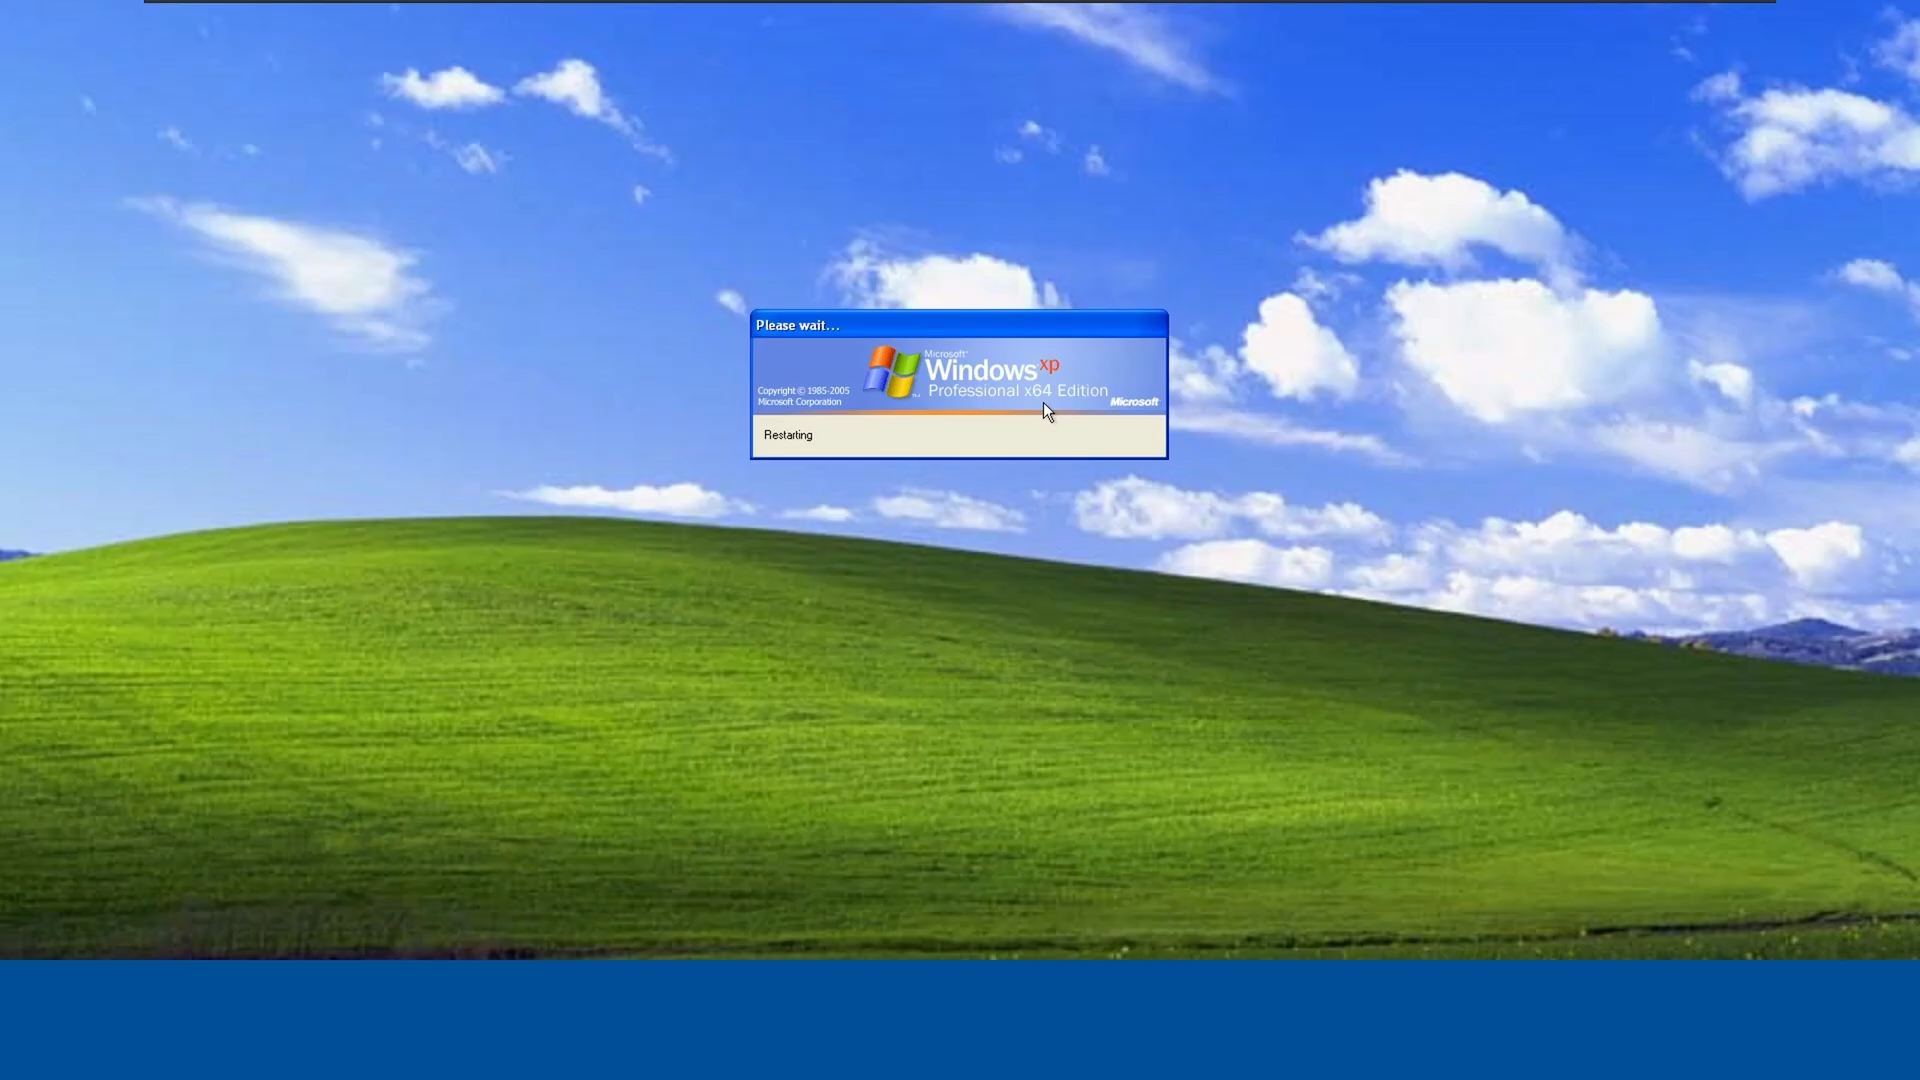 Please wait...
Microsoft
Windows xp
Professional x64 Edition
Copyright © 1985-2005
Microsoft Corporation
Microsoft
Restarting